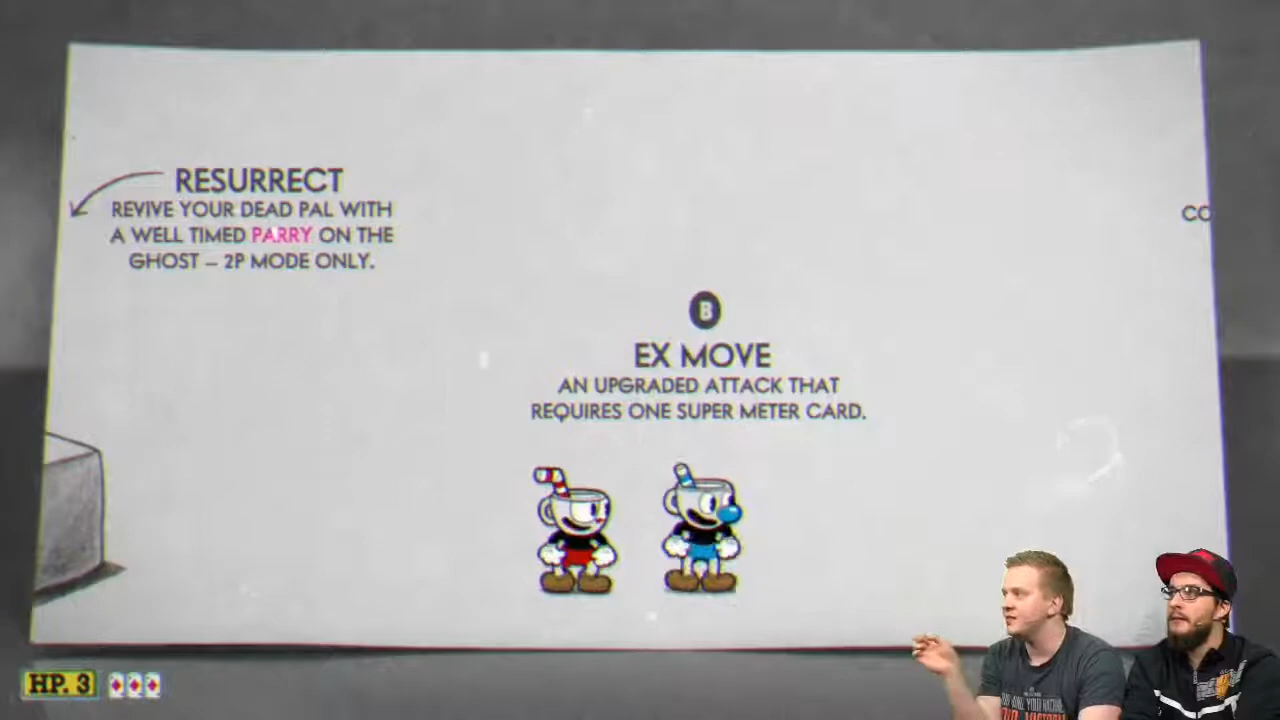 RESURRECT
REVIVE YOUR DEAD PAL WITH
A WELL TIMED PARRY ON THE
GHOST – 2P MODE ONLY.
CO
B
EX MOVE
AN UPGRADED ATTACK THAT
REQUIRES ONE SUPER METER CARD.
HP. 3